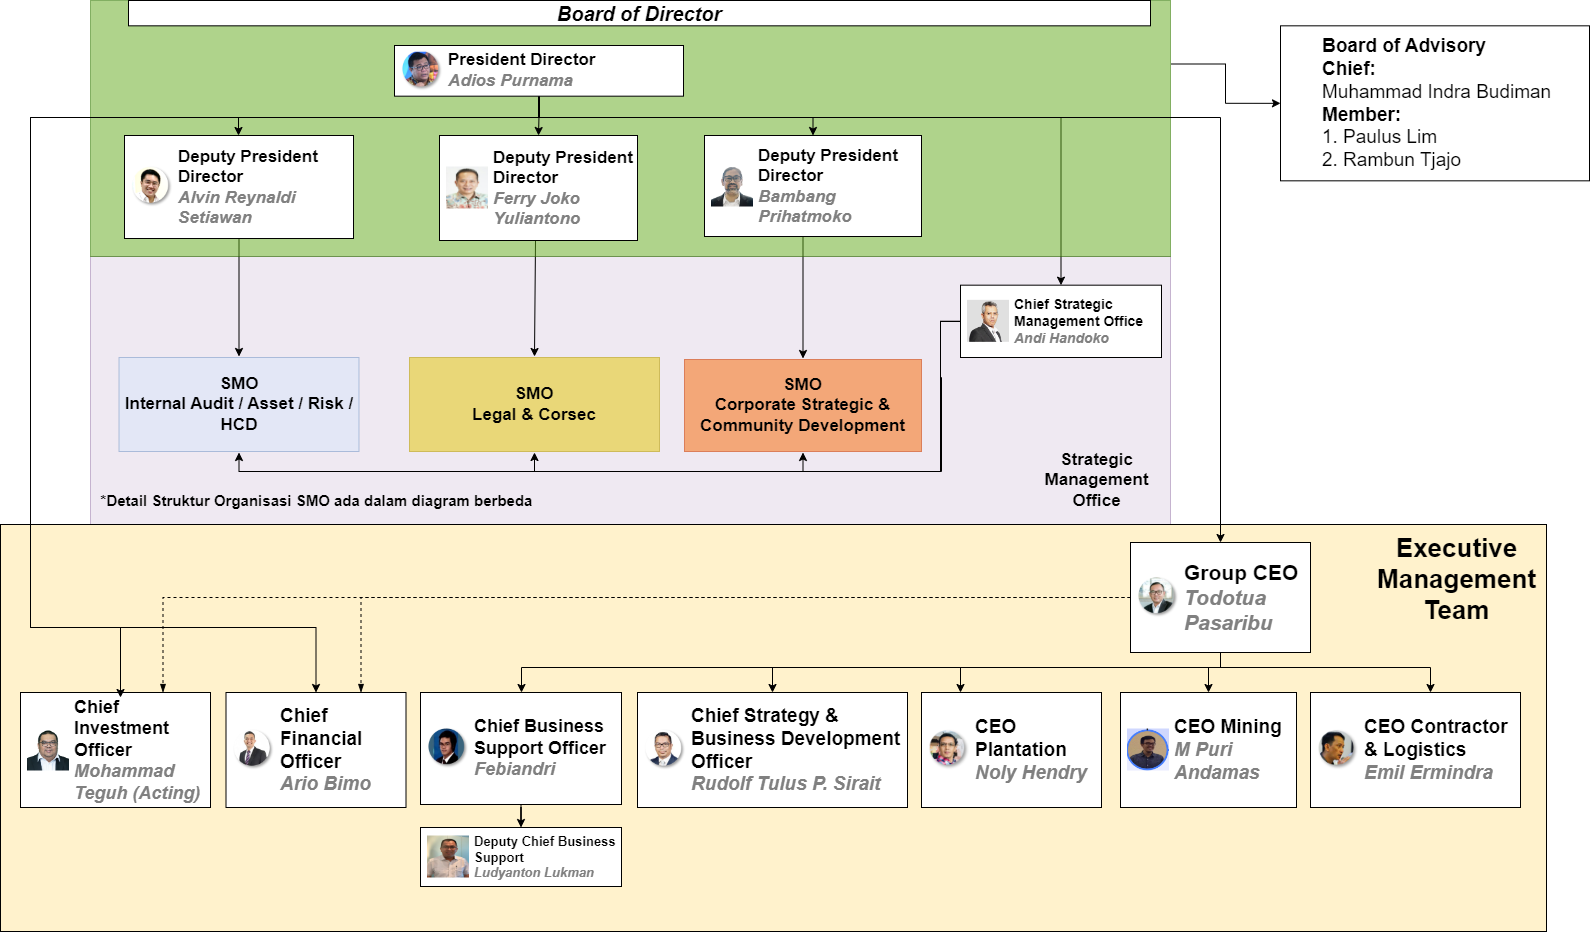 Board of Director
President Director
Adios Purnama
Board of Advisory
Chief:
Muhammad Indra Budiman
Member:
1. Paulus Lim
2. Rambun Tjajo
Deputy President
Director
Alvin Reynaldi
Setiawan
Deputy President
Director
Ferry Joko
Yuliantono
Deputy President
Director
Bambang
Prihatmoko
Chief Strategic
Management Office
Andi Handoko
SMO
Internal Audit / Asset / Risk /
HCD
SMO
Legal & Corsec
SMO
Corporate Strategic &
Community Development
Strategic
Management
Office
*Detail Struktur Organisasi SMO ada dalam diagram berbeda
Executive
Management
Team
Group CEO
Todotua
Pasaribu
Chief
Investment
Officer
Mohammad
Teguh (Acting)
Chief
Financial
Officer
Ario Bimo
Chief Business
Support Officer
Febiandri
Chief Strategy &
Business Development
Officer
Rudolf Tulus P. Sirait
CEO
Plantation
Noly Hendry
CEO Mining
M Puri
Andamas
CEO Contractor
& Logistics
Emil Ermindra
Deputy Chief Business
Support
Ludyanton Lukman